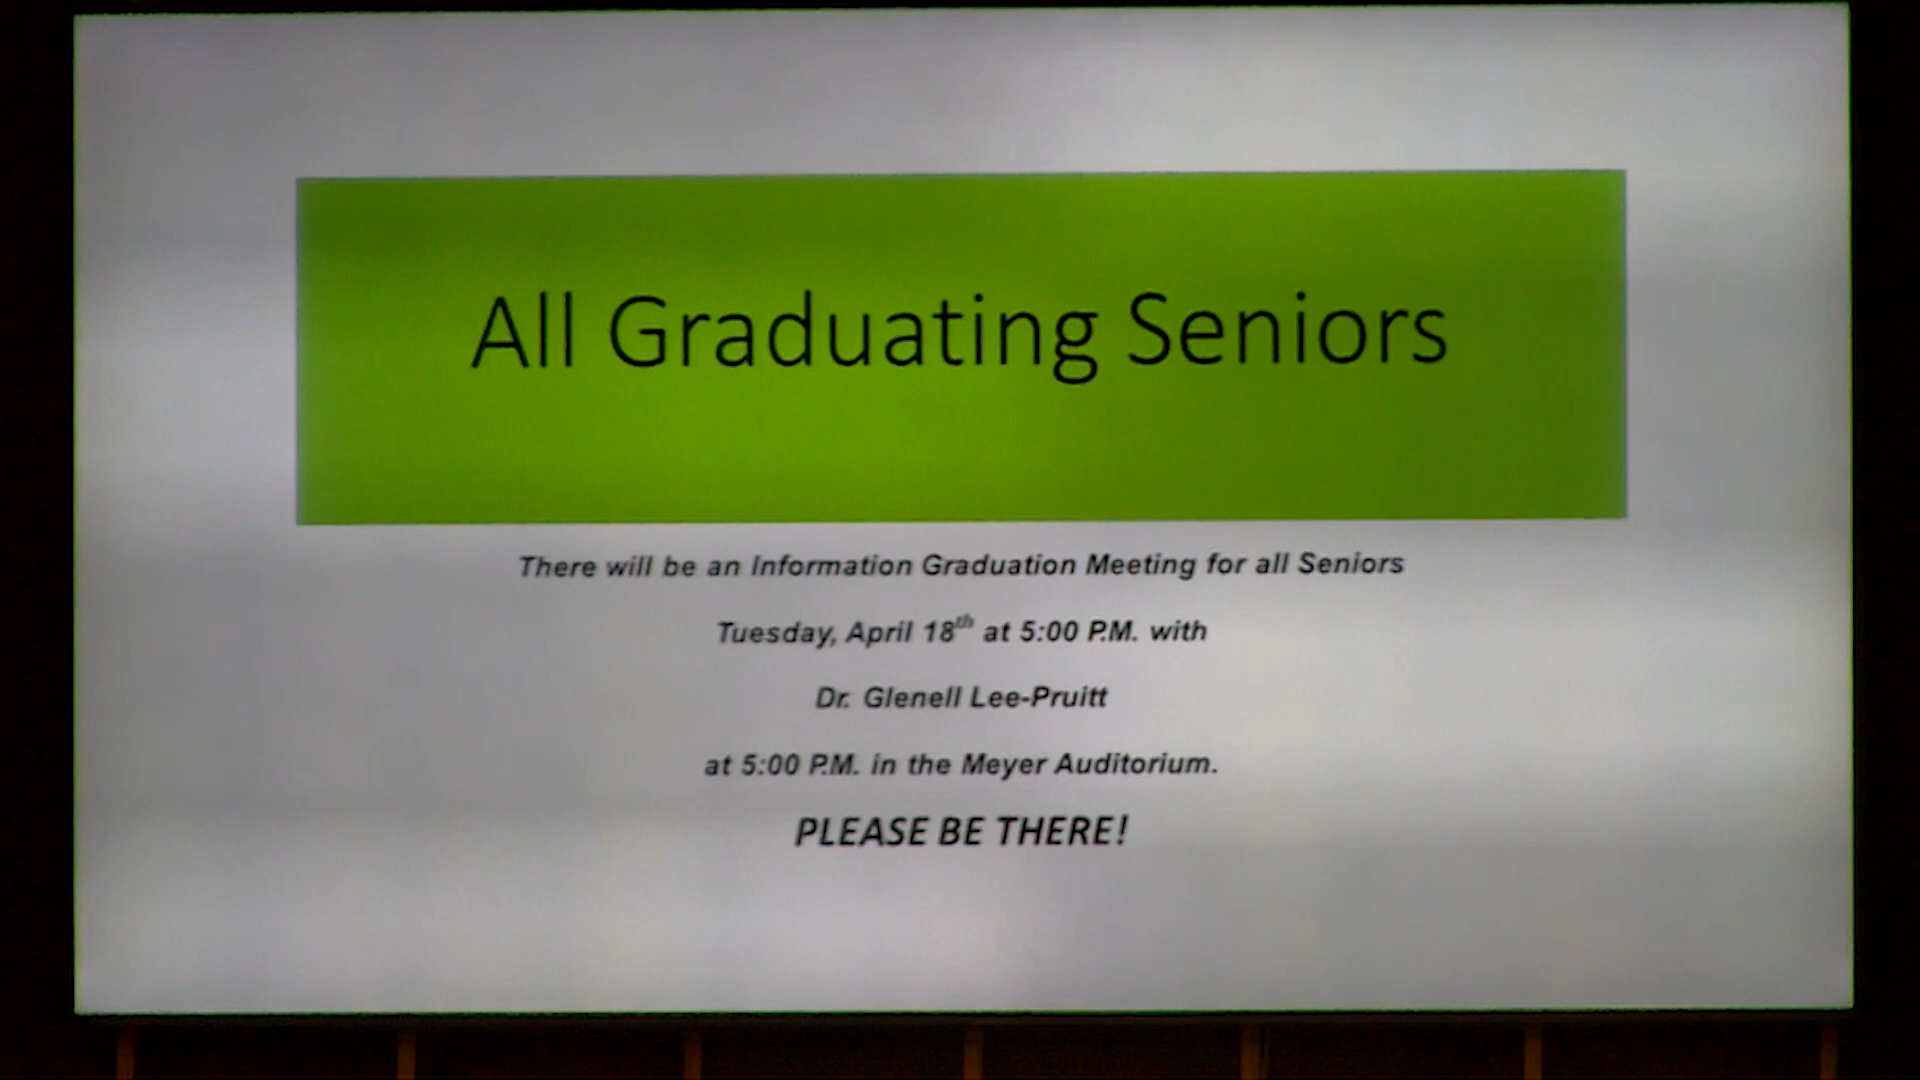 All Graduating Seniors
There will be an Information Graduation Meeting for all Seniors
Tuesday, April 18th at 5:00 P.M. with
Dr. Glenell Lee-Pruitt
at 5:00 P.M. in the Meyer Auditorium.
PLEASE BE THERE!